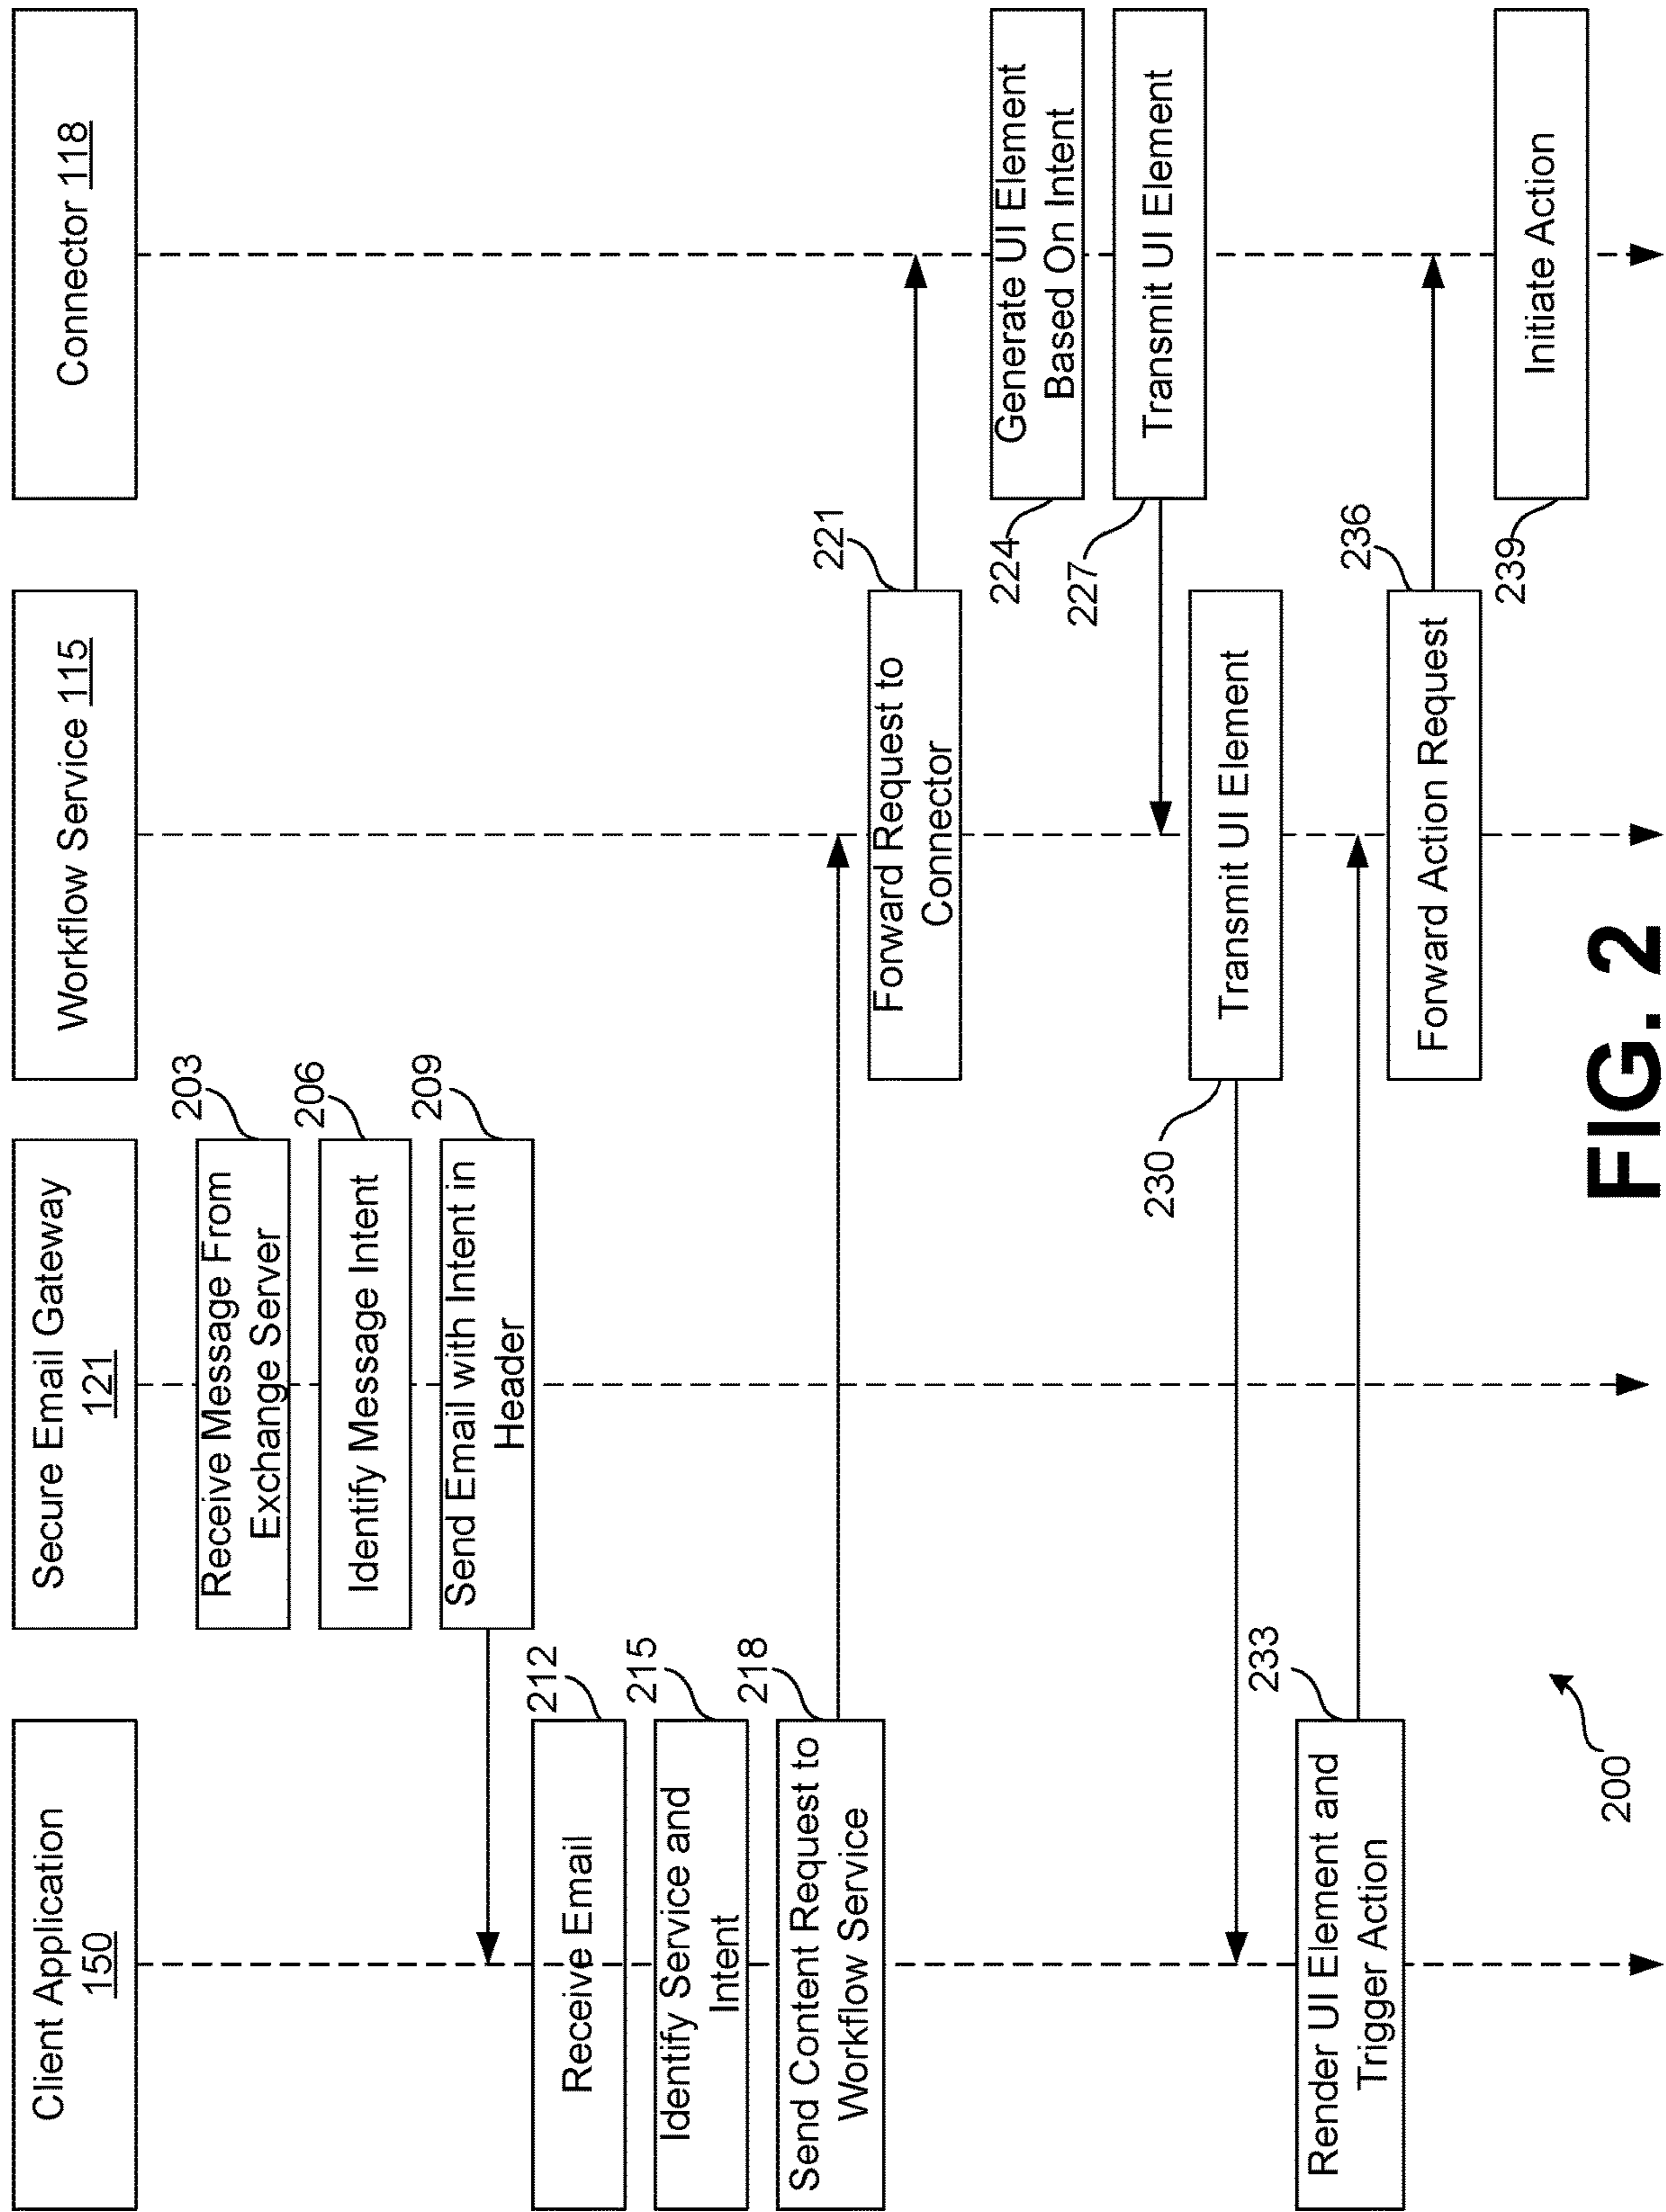 Client Application
150
Secure Email Gateway
121
Workflow Service 115
Connector 118
203
Receive Message From
Exchange Server
206
Identify Message Intent
209
Send Email with Intent in
Header
212
Receive Email
215
Identify Service and
Intent
218
Send Content Request to
Workflow Service
221
Forward Request to
Connector
224
Generate UI Element
Based On Intent
227
Transmit UI Element
230
Transmit UI Element
233
Render UI Element and
Trigger Action
236
Forward Action Request
239
Initiate Action
200
FIG. 2